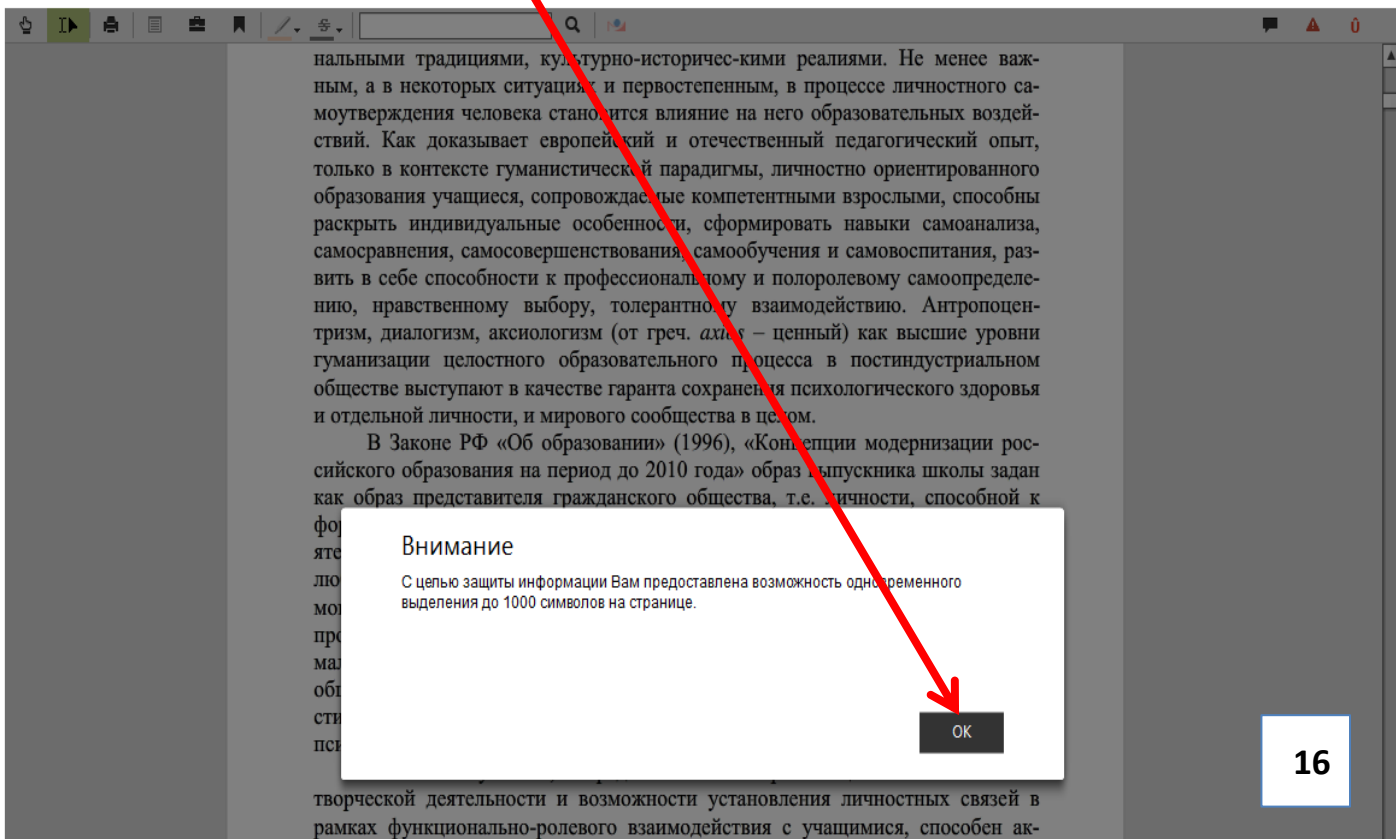 нальными традициями, культурно-историчес-кими реалиями. Не менее важ-
ным, а в некоторых ситуациях и первостепенным, в процессе личностного са-
моутверждения человека становится влияние на него образовательных воздей-
ствий. Как доказывает европейский и отечественный педагогический опыт,
только в контексте гуманистической парадигмы, личностно ориентированного
образования учащиеся, сопровождаемые компетентными взрослыми, способны
раскрыть индивидуальные особенности, сформировать навыки самоанализа,
самосравнения, самосовершенствования, самообучения и самовоспитания, раз-
вить в себе способности к профессиональному и полоролевому самоопределе-
нию, нравственному выбору, толерантному взаимодействию. Антропоцен-
тризм, диалогизм, аксиологизм (от греч. axios – ценный) как высшие уровни
гуманизации целостного образовательного процесса в постиндустриальном
обществе выступают в качестве гаранта сохранения психологического здоровья
и отдельной личности, и мирового сообщества в целом.
В Законе РФ «Об образовании» (1996), «Концепции модернизации рос-
сийского образования на период до 2010 года» образ выпускника школы задан
как образ представителя гражданского общества, т.е. личности, способной к
Внимание
С целью защиты информации Вам предоставлена возможность одновременного
выделения до 1000 символов на странице.
OK
16
творческой деятельности и возможности установления личностных связей в
рамках функционально-ролевого взаимодействия с учащимися, способен ак-